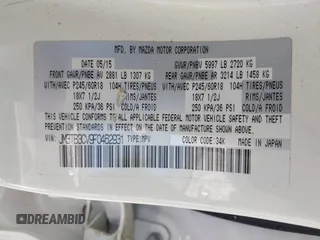 MFD. BY MAZDA MOTOR CORPORATION
DATE: 05/15 GVWR/PNBV 5997 LB 2720 KG
FRONT GAWR/PNBE AV 2881 LB 1307 KG REAR GAWR/PNBE AR 3214 LB 1458 KG
WITH/AVEC P245/60R18 104H TIRES/PNEUS WITH/AVEC P245/60R18 104H TIRES/PNEUS
18X7 1/2J RIMS/JANTES 18X7 1/2J RIMS/JANTES
250 KPA/36 PSI COLD/A FROID 250 KPA/36 PSI COLD/A FROID
THIS VEHICLE CONFORMS TO ALL APPLICABLE FEDERAL MOTOR VEHICLE SAFETY
AND THEFT PREVENTION STANDARDS IN EFFECT ON THE DATE OF MANUFACTURE
SHOWN ABOVE.
VIN: TYPE:MPV COLOR CODE:34K MADE IN JAPAN